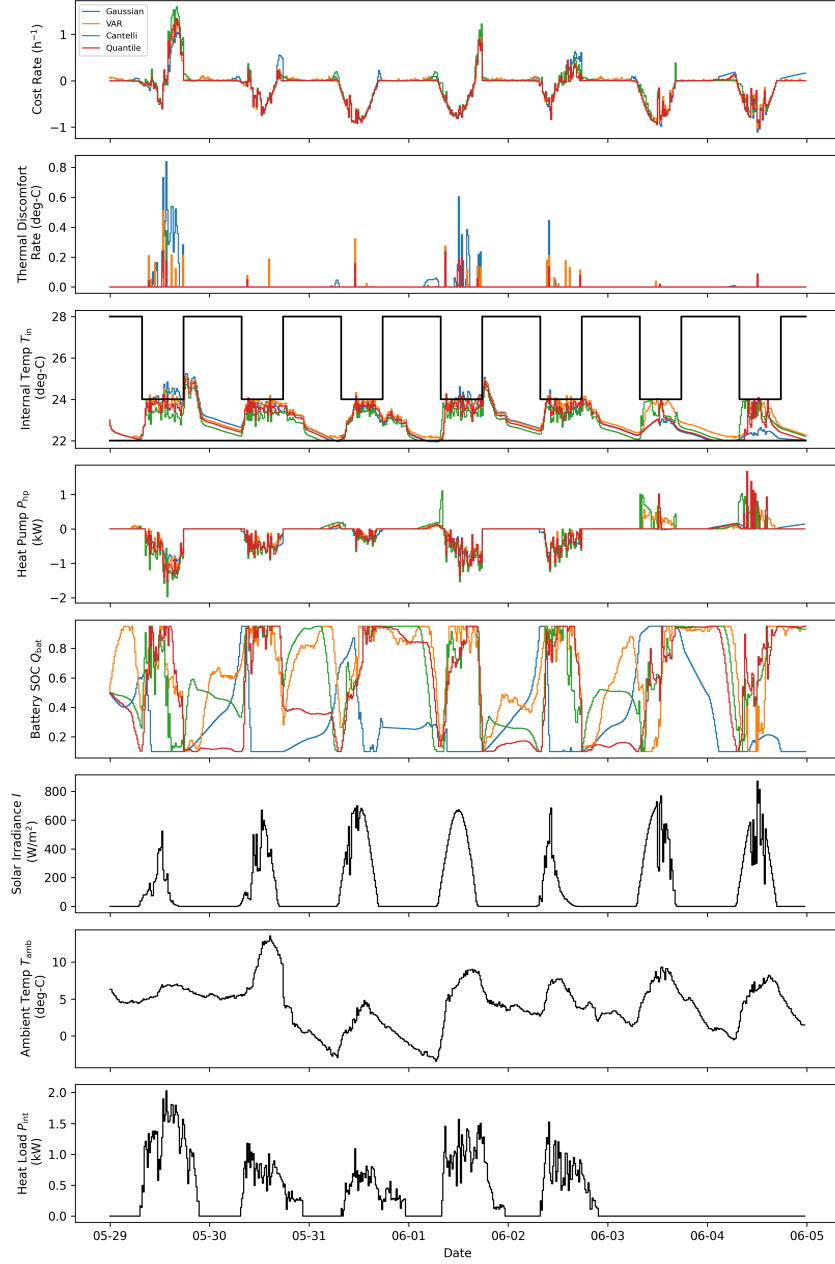 Gaussian
VAR
Cantelli
Quantile
Cost Rate (h⁻¹)
1
0
−1
Thermal Discomfort
Rate (deg-C)
0.8
0.6
0.4
0.2
0.0
Internal Temp T_in
(deg-C)
28
26
24
22
Heat Pump P_hp
(kW)
1
0
−1
−2
Battery SOC Q_bat
0.8
0.6
0.4
0.2
Solar Irradiance I
(W/m²)
800
600
400
200
0
Ambient Temp T_amb
(deg-C)
10
5
0
Heat Load P_int
(kW)
2.0
1.5
1.0
0.5
0.0
05-29 05-30 05-31 06-01 06-02 06-03 06-04 06-05
Date